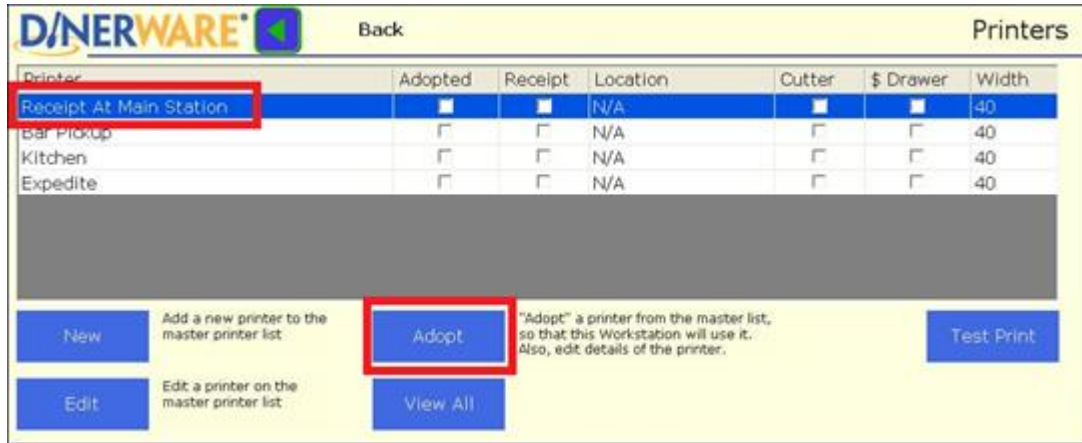 DINERWARE
Back
Printers
Printer Adopted Receipt Location Cutter $ Drawer Width
Receipt At Main Station N/A 40
Bar Pickup N/A 40
Kitchen N/A 40
Expedite N/A 40
New
Add a new printer to the
master printer list
Adopt
"Adopt" a printer from the master list,
so that this Workstation will use it.
Also, edit details of the printer.
Test Print
Edit
Edit a printer on the
master printer list
View All